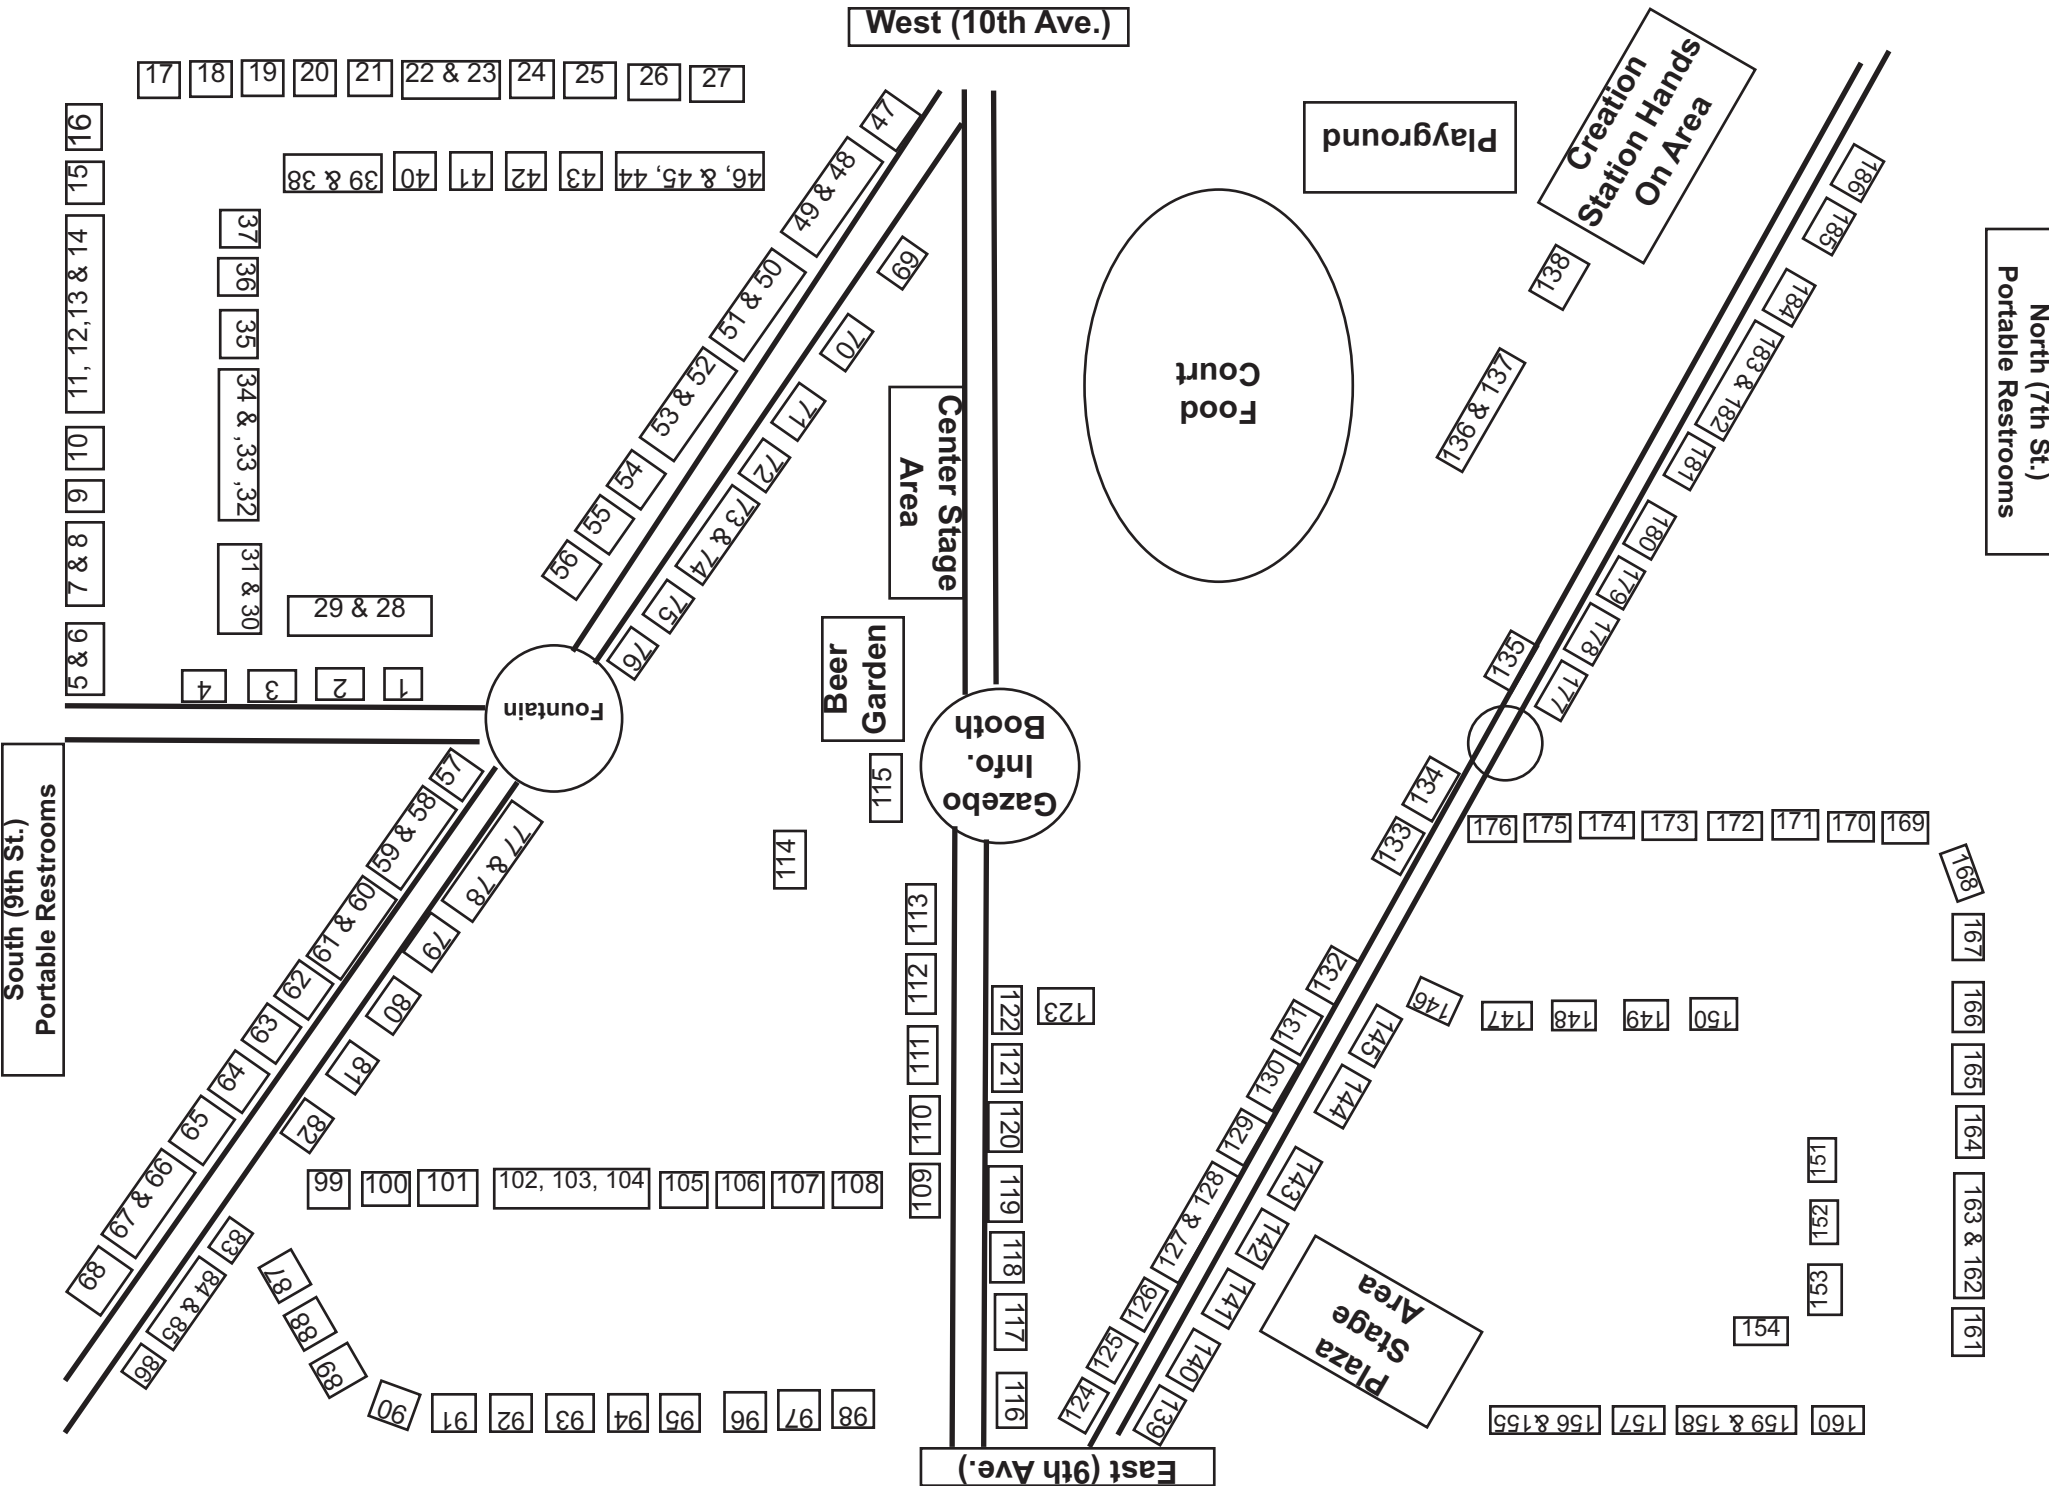 West (10th Ave.)
17
18
19
20
21
22 & 23
24
25
26
27
16
15
11, 12,13 & 14
10
9
7 & 8
5 & 6
39 & 38
40
41
42
43
46, & 45, 44
37
36
35
34 & ,33 ,32
31 & 30
29 & 28
4
3
2
1
47
49 & 48
51 & 50
53 & 52
54
55
56
69
70
71
72
73 & 74
75
76
Fountain
Center Stage
Area
Beer
Garden
Gazebo
Info.
Booth
Food
Court
Playground
Creation
Station Hands
On Area
138
136 & 137
135
134
133
132
131
130
129
127 & 128
126
125
124
186
185
184
183 & 182
181
180
179
178
177
North (7th St.)
Portable Restrooms
South (9th St.)
Portable Restrooms
57
59 & 58
61 & 60
62
63
64
65
67 & 66
68
77 & 78
79
80
81
82
83
84 & 85
86
87
88
89
90
91
92
93
94
95
96
97
98
99
100
101
102, 103, 104
105
106
107
108
109
110
111
112
113
114
115
122
123
121
120
119
118
117
116
176
175
174
173
172
171
170
169
168
167
166
165
164
163 & 162
161
146
147
148
149
150
145
144
143
142
141
140
139
151
152
153
154
Plaza
Stage
Area
155& 156
157
159 & 158
160
East (9th Ave.)